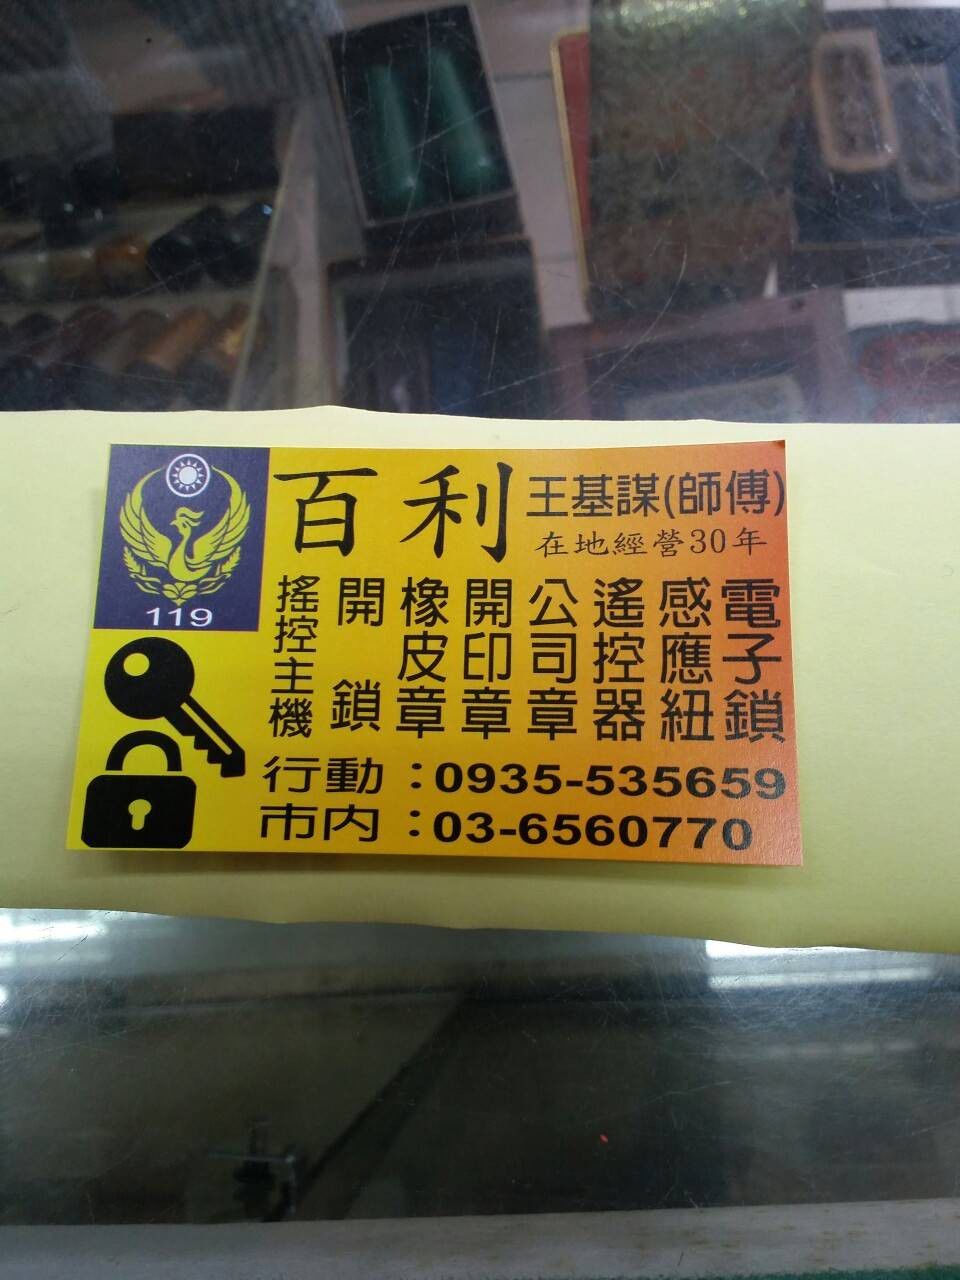 百利
王基謀(師傅)
在地經營30年
119
搖控主機
開鎖
橡皮章
開印章
公司章
遙控器
感應鈕
電子鎖
行動：0935-535659
市內：03-6560770